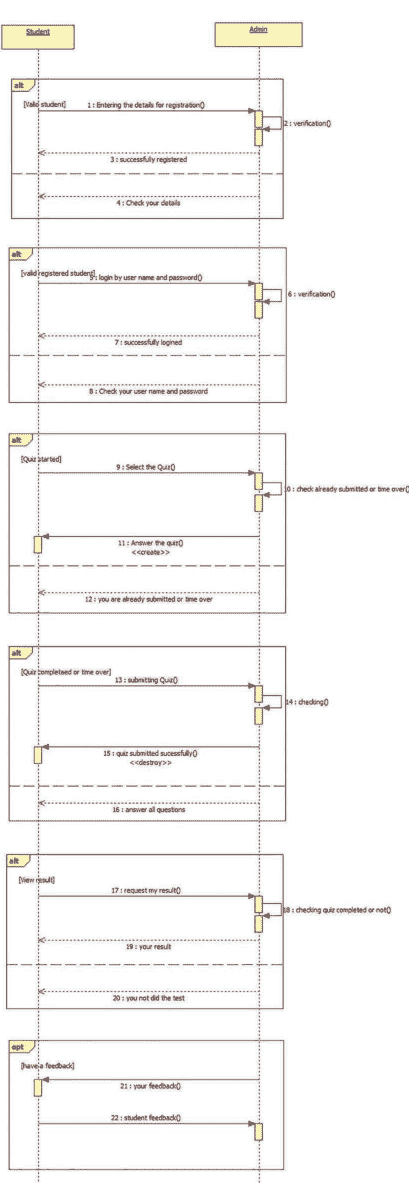 Student
Admin
alt
[Valid student]
1 : Entering the details for registration()
2 : verification()
3 : successfully registered
4 : Check your details
alt
[valid registered student]
5 : login by user name and password()
6 : verification()
7 : successfully logined
8 : Check your user name and password
alt
[Quiz started]
9 : Select the Quiz()
10 : check already submitted or time over()
11 : Answer the quiz()
<<create>>
12 : you are already submitted or time over
alt
[Quiz completaed or time over]
13 : submitting Quiz()
14 : checking()
15 : quiz submitted sucessfully()
<<destroy>>
16 : answer all questions
alt
[View result]
17 : request my result()
18 : checking quiz completed or not()
19 : your result
20 : you not did the test
opt
[have a feedback]
21 : your feedback()
22 : student feedback()